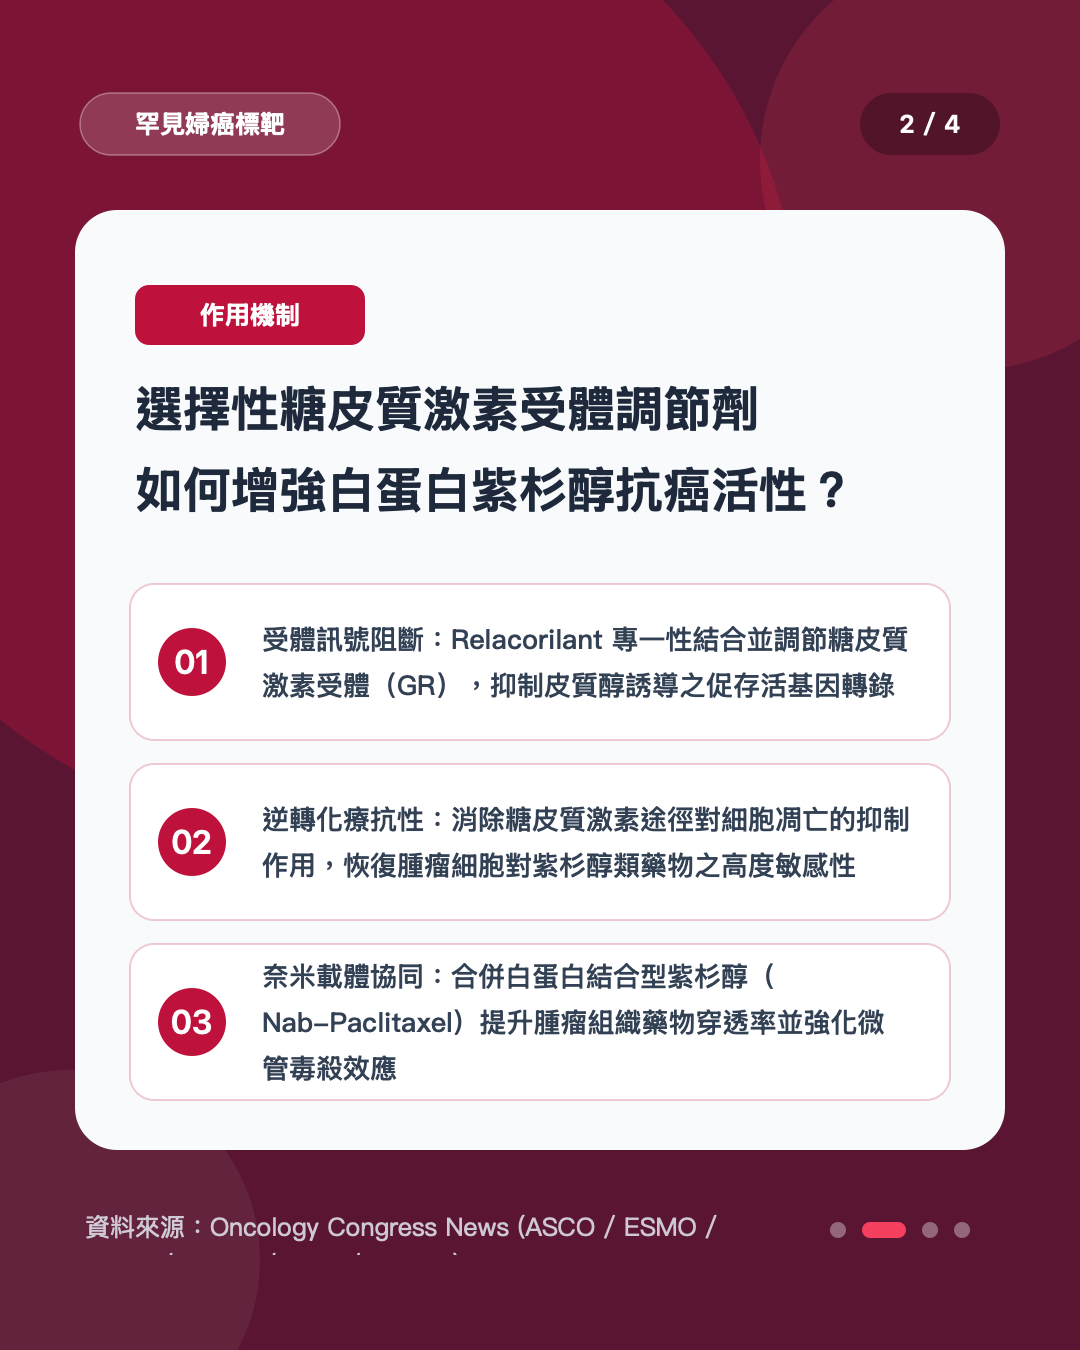 罕見婦癌標靶
2 / 4
作用機制
選擇性糖皮質激素受體調節劑
如何增強白蛋白紫杉醇抗癌活性？
01
受體訊號阻斷：Relacorilant 專一性結合並調節糖皮質
激素受體（GR），抑制皮質醇誘導之促存活基因轉錄
02
逆轉化療抗性：消除糖皮質激素途徑對細胞凋亡的抑制
作用，恢復腫瘤細胞對紫杉醇類藥物之高度敏感性
03
奈米載體協同：合併白蛋白結合型紫杉醇（
Nab-Paclitaxel）提升腫瘤組織藥物穿透率並強化微
管毒殺效應
資料來源：Oncology Congress News (ASCO / ESMO /